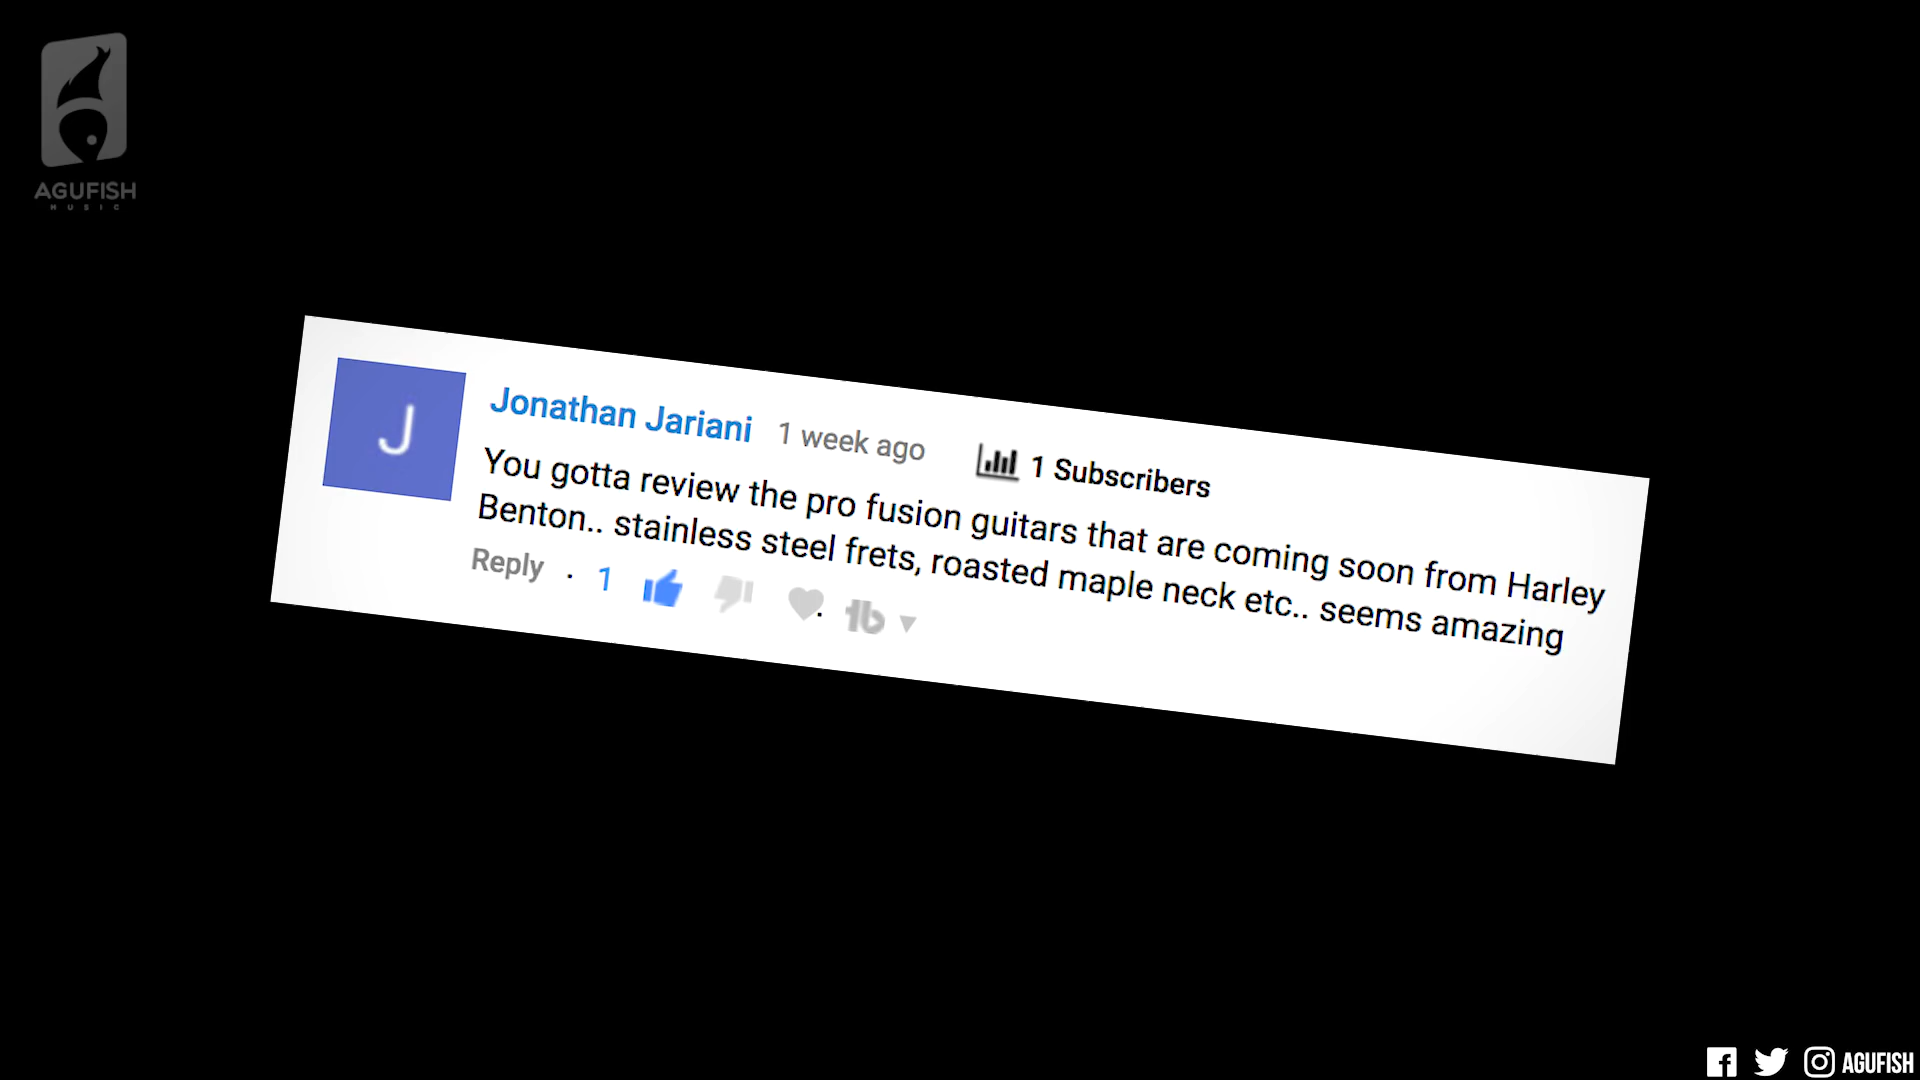 AGUFISH
MUSIC
J
Jonathan Jariani 1 week ago 1 Subscribers
You gotta review the pro fusion guitars that are coming soon from Harley
Benton.. stainless steel frets, roasted maple neck etc.. seems amazing
Reply . 1
AGUFISH